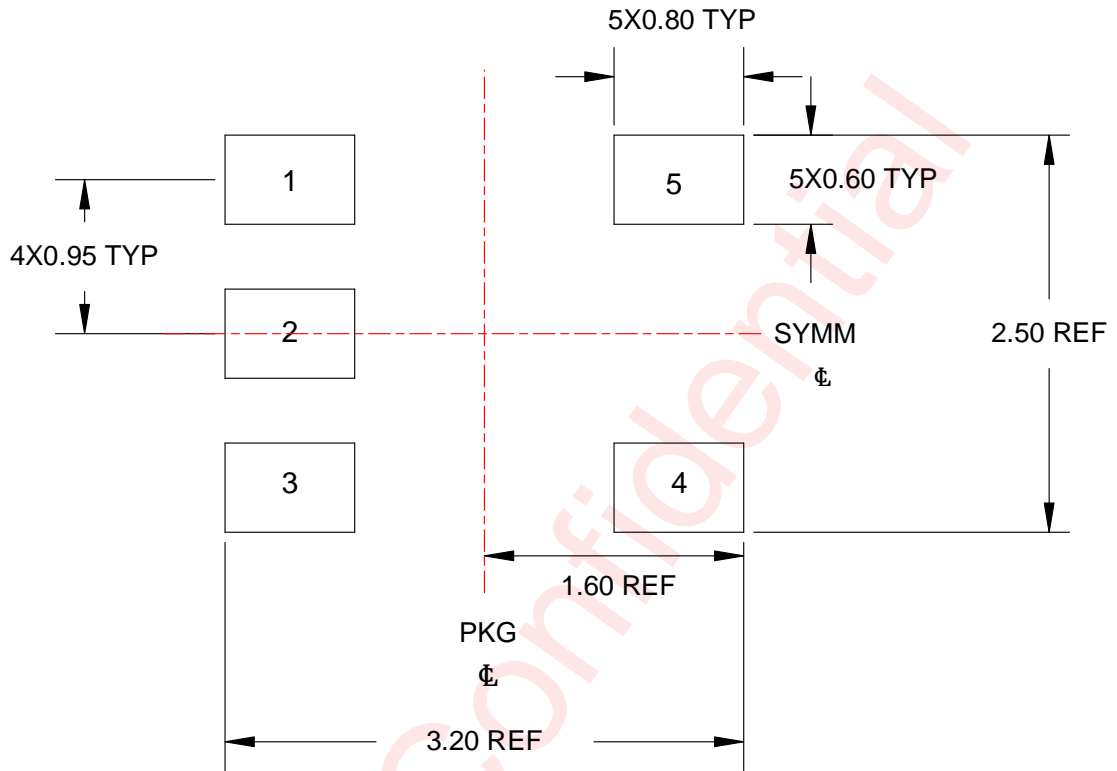 5X0.80 TYP
1
5
5X0.60 TYP
4X0.95 TYP
2
SYMM
℄
2.50 REF
3
4
1.60 REF
PKG
℄
3.20 REF
Confidential